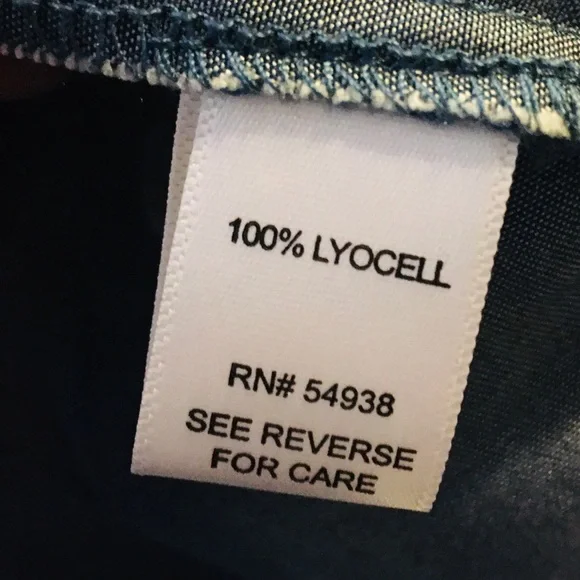 100% LYOCELL
RN# 54938
SEE REVERSE
FOR CARE